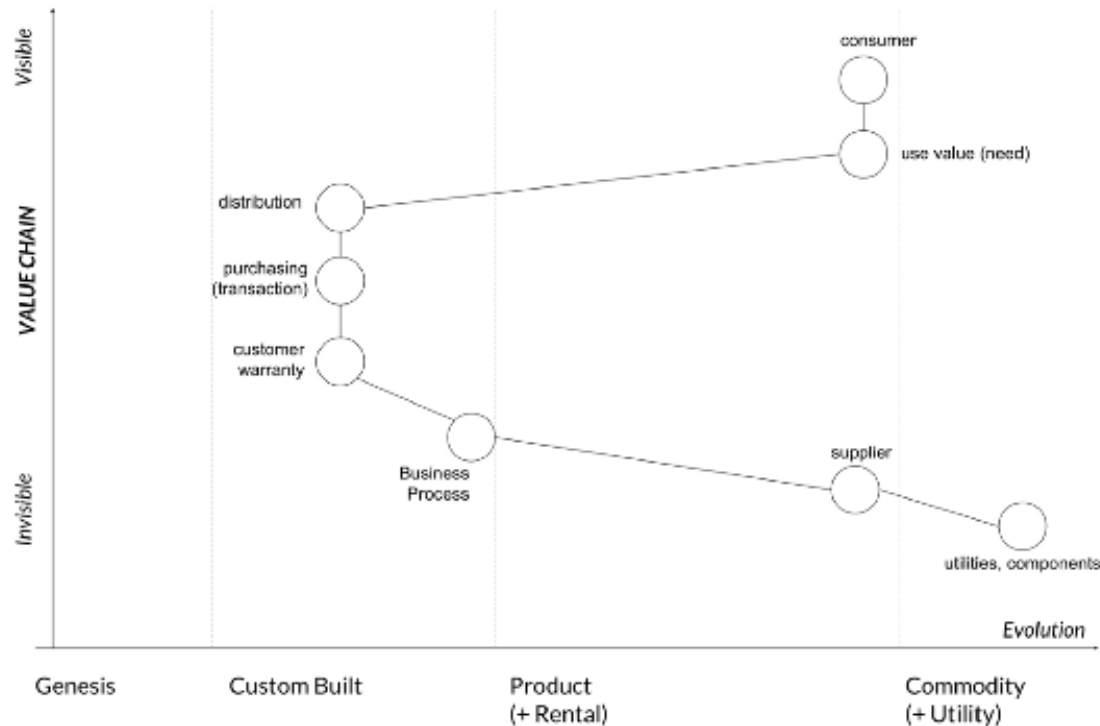 Visible
consumer
use value (need)
distribution
VALUE CHAIN
purchasing
(transaction)
customer
warranty
Business
Process
supplier
Invisible
utilities, components
Evolution
Genesis
Custom Built
Product
(+ Rental)
Commodity
(+ Utility)